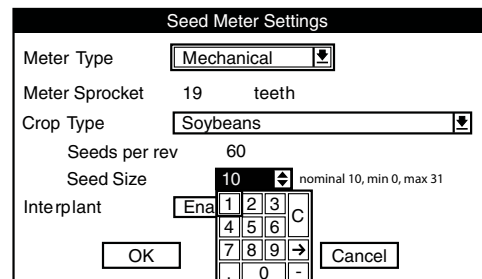 Seed Meter Settings
Meter Type Mechanical
Meter Sprocket 19 teeth
Crop Type Soybeans
Seeds per rev 60
Seed Size 10 nominal 10, min 0, max 31
Interplant Ena
1 2 3 C
4 5 6
7 8 9 →
. 0 -
OK Cancel